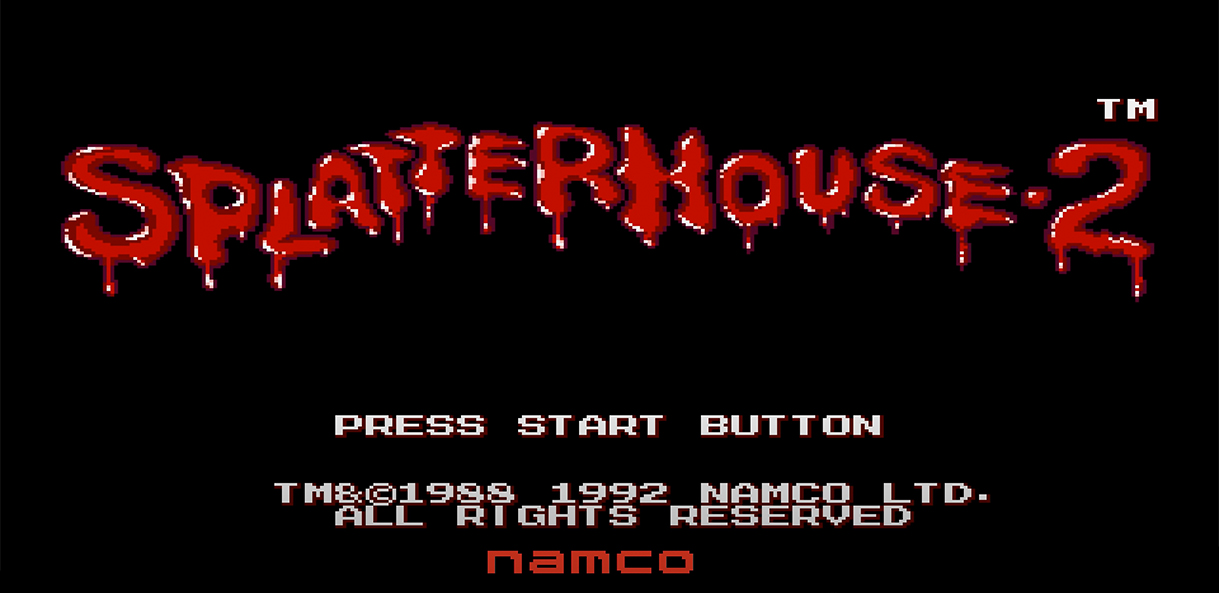 TM
SPLATTERHOUSE·2
PRESS START BUTTON
TM&©1988 1992 NAMCO LTD.
ALL RIGHTS RESERVED
namco